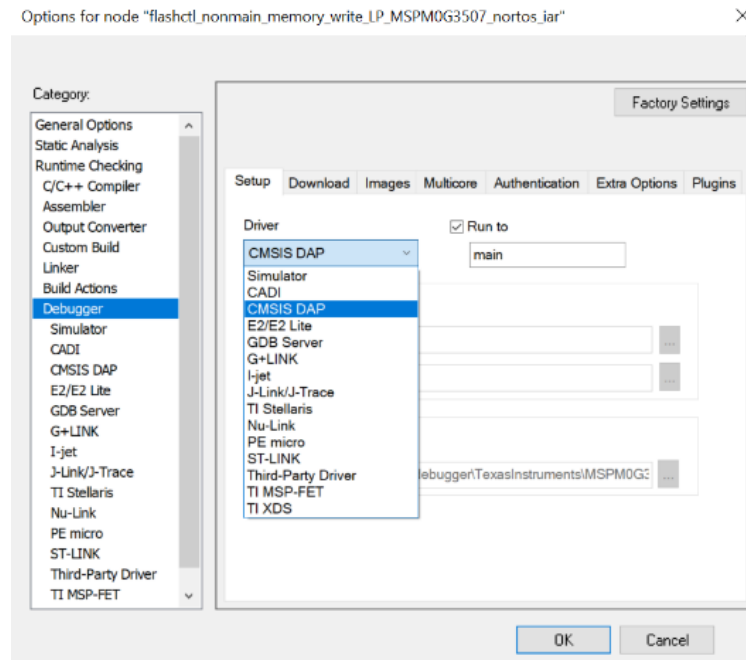 Options for node "flashctl_nonmain_memory_write_LP_MSPM0G3507_nortos_iar"
Category:
General Options
Static Analysis
Runtime Checking
C/C++ Compiler
Assembler
Output Converter
Custom Build
Linker
Build Actions
Debugger
Simulator
CADI
CMSIS DAP
E2/E2 Lite
GDB Server
G+LINK
I-jet
J-Link/J-Trace
TI Stellaris
Nu-Link
PE micro
ST-LINK
Third-Party Driver
TI MSP-FET
Factory Settings
Setup Download Images Multicore Authentication Extra Options Plugins
Driver
Run to
CMSIS DAP
main
Simulator
CADI
CMSIS DAP
E2/E2 Lite
GDB Server
G+LINK
I-jet
J-Link/J-Trace
TI Stellaris
Nu-Link
PE micro
ST-LINK
Third-Party Driver
TI MSP-FET
TI XDS
...
...
ebugger\TexasInstruments\MSPM0G3
...
OK Cancel